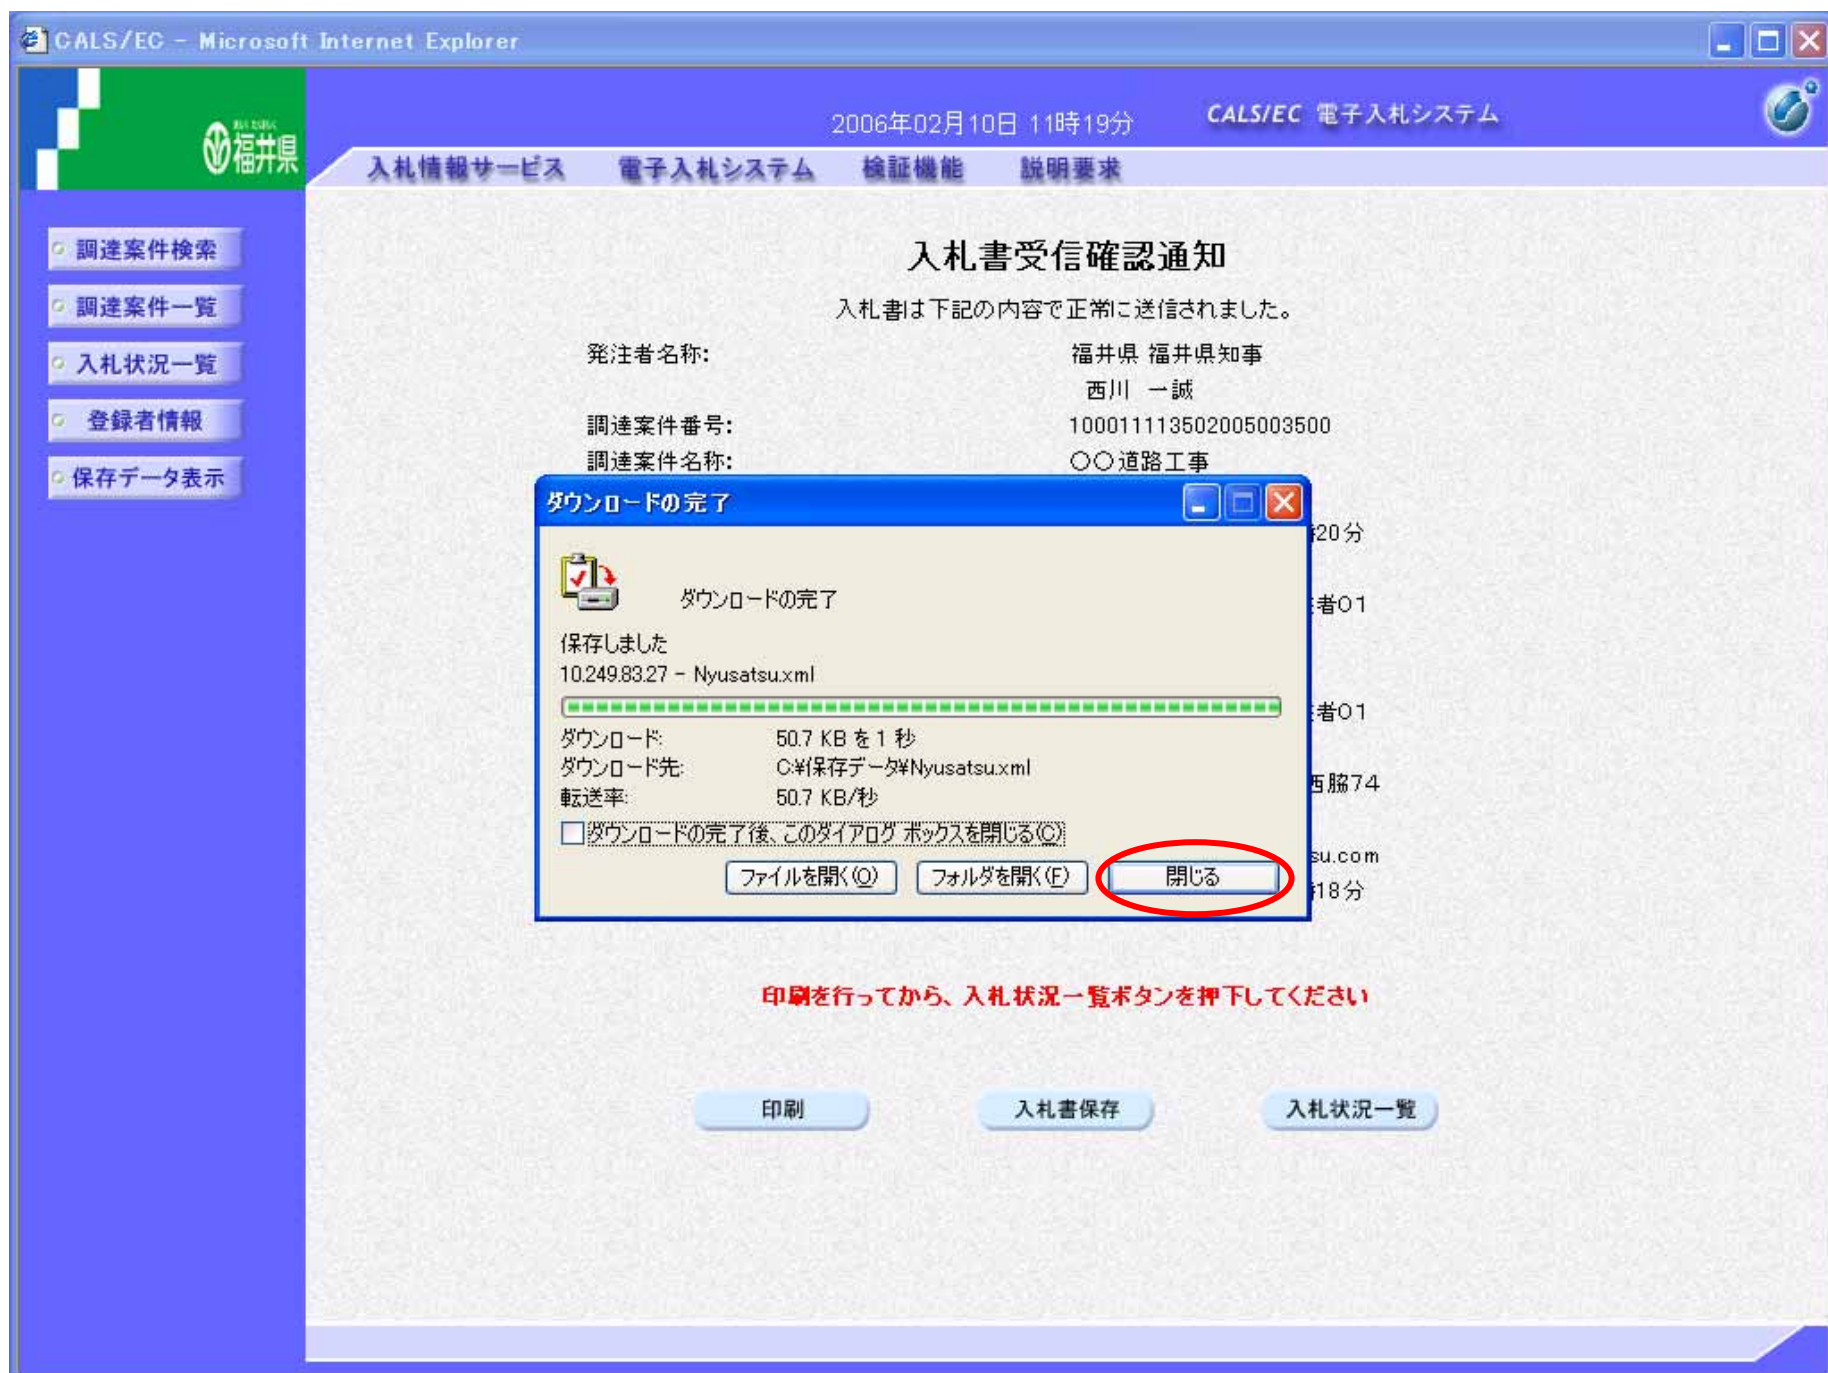 CALS/EC - Microsoft Internet Explorer
福井県
2006年02月10日 11時19分
CALS/EC 電子入札システム
入札情報サービス 電子入札システム 検証機能 説明要求
調達案件検索
調達案件一覧
入札状況一覧
登録者情報
保存データ表示
入札書受信確認通知
入札書は下記の内容で正常に送信されました。
発注者名称: 福井県 福井県知事
西川 一誠
調達案件番号: 100011113502005003500
調達案件名称: 〇〇道路工事
20分
者01
者01
西脇74
su.com
18分
ダウンロードの完了
ダウンロードの完了
保存しました
10.249.83.27 - Nyusatsu.xml
ダウンロード: 50.7 KB を 1 秒
ダウンロード先: C:¥保存データ¥Nyusatsu.xml
転送率: 50.7 KB/秒
ダウンロードの完了後、このダイアログ ボックスを閉じる(C)
ファイルを開く(O) フォルダを開く(F) 閉じる
印刷を行ってから、入札状況一覧ボタンを押下してください
印刷 入札書保存 入札状況一覧